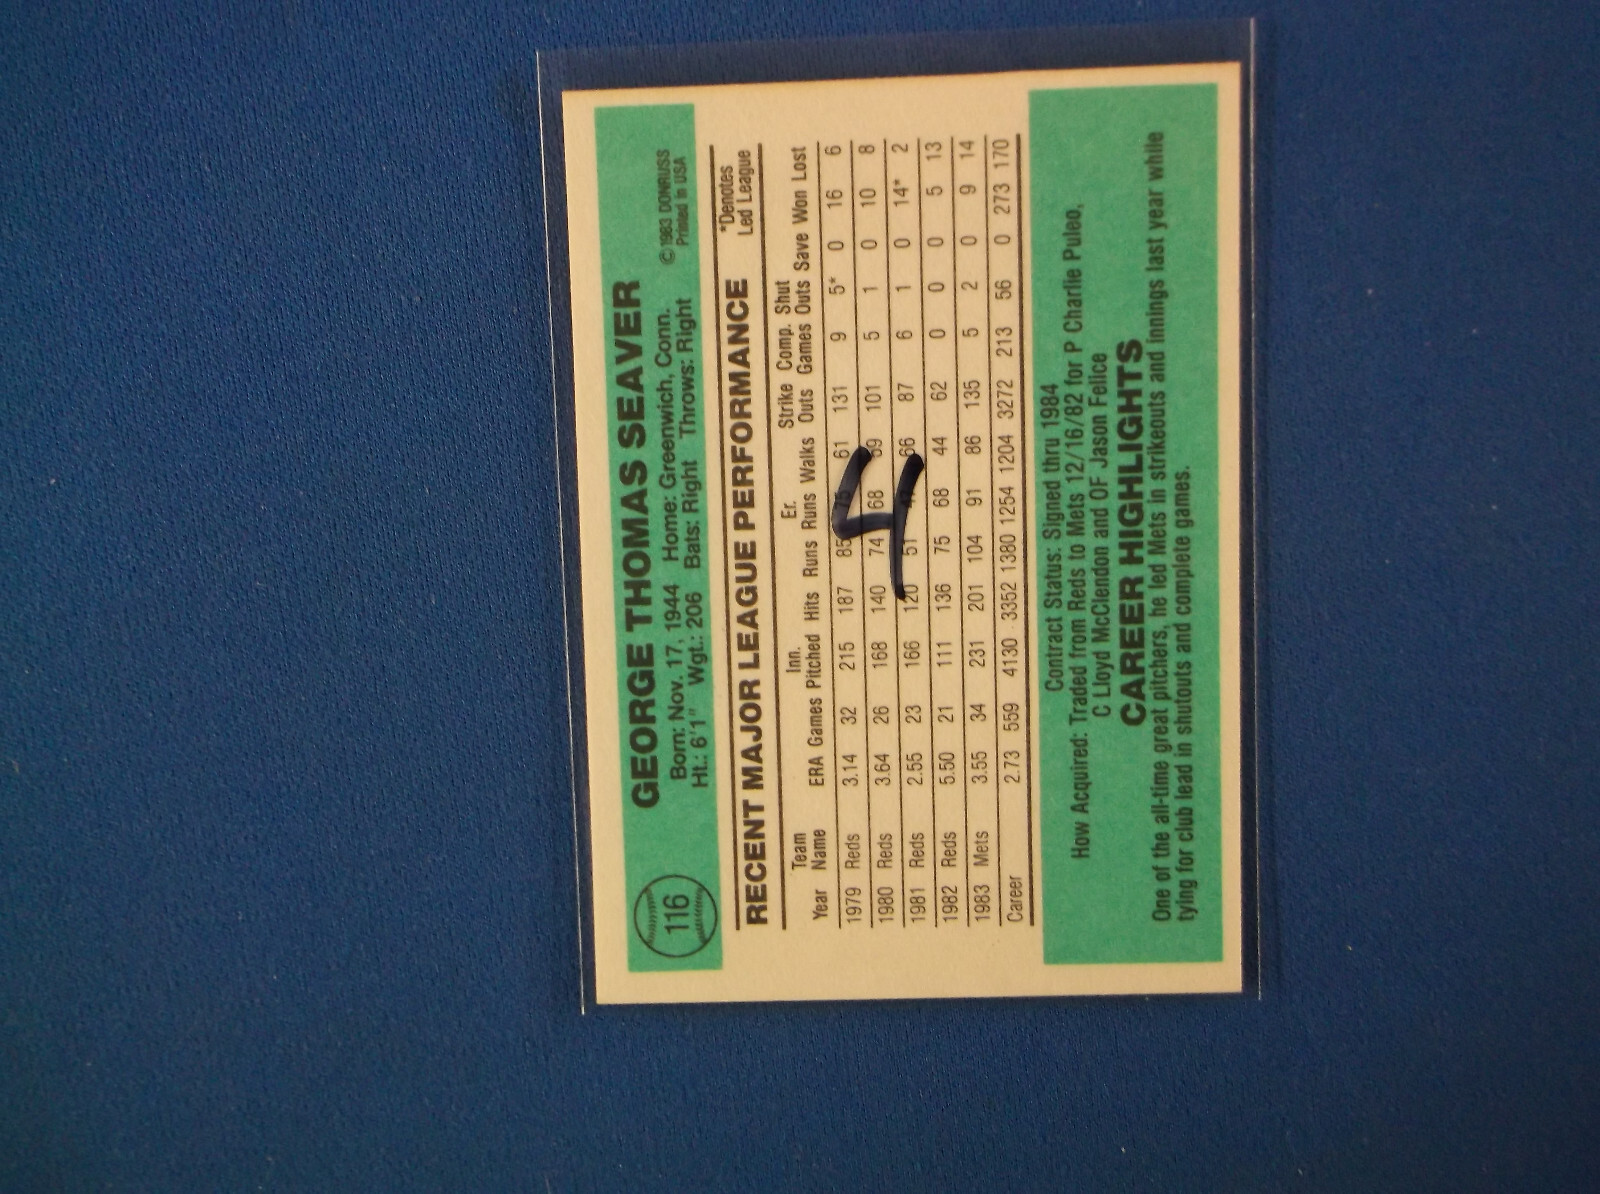 116
GEORGE THOMAS SEAVER
Born: Nov. 17, 1944 Home: Greenwich, Conn. © 1983 DONRUSS
Ht.: 6'1" Wgt.: 206 Bats: Right Throws: Right Printed in USA
RECENT MAJOR LEAGUE PERFORMANCE *Denotes Led League
Year Team Name ERA Games Inn. Pitched Hits Runs Er. Runs Walks Strike Outs Comp. Games Shut Outs Save Won Lost
1979 Reds 3.14 32 215 187 85 61 131 9 5* 0 16 6
1980 Reds 3.64 26 168 140 74 68 59 101 5 1 0 10 8
1981 Reds 2.55 23 166 120 51 66 87 6 1 0 14* 2
1982 Reds 5.50 21 111 136 75 68 44 62 0 0 0 5 13
1983 Mets 3.55 34 231 201 104 91 86 135 5 2 0 9 14
Career 2.73 559 4130 3352 1380 1254 1204 3272 213 56 0 273 170
Contract Status: Signed thru 1984
How Acquired: Traded from Reds to Mets 12/16/82 for P Charlie Puleo,
C Lloyd McClendon and OF Jason Felice
CAREER HIGHLIGHTS
One of the all-time great pitchers, he led Mets in strikeouts and innings last year while
tying for club lead in shutouts and complete games.